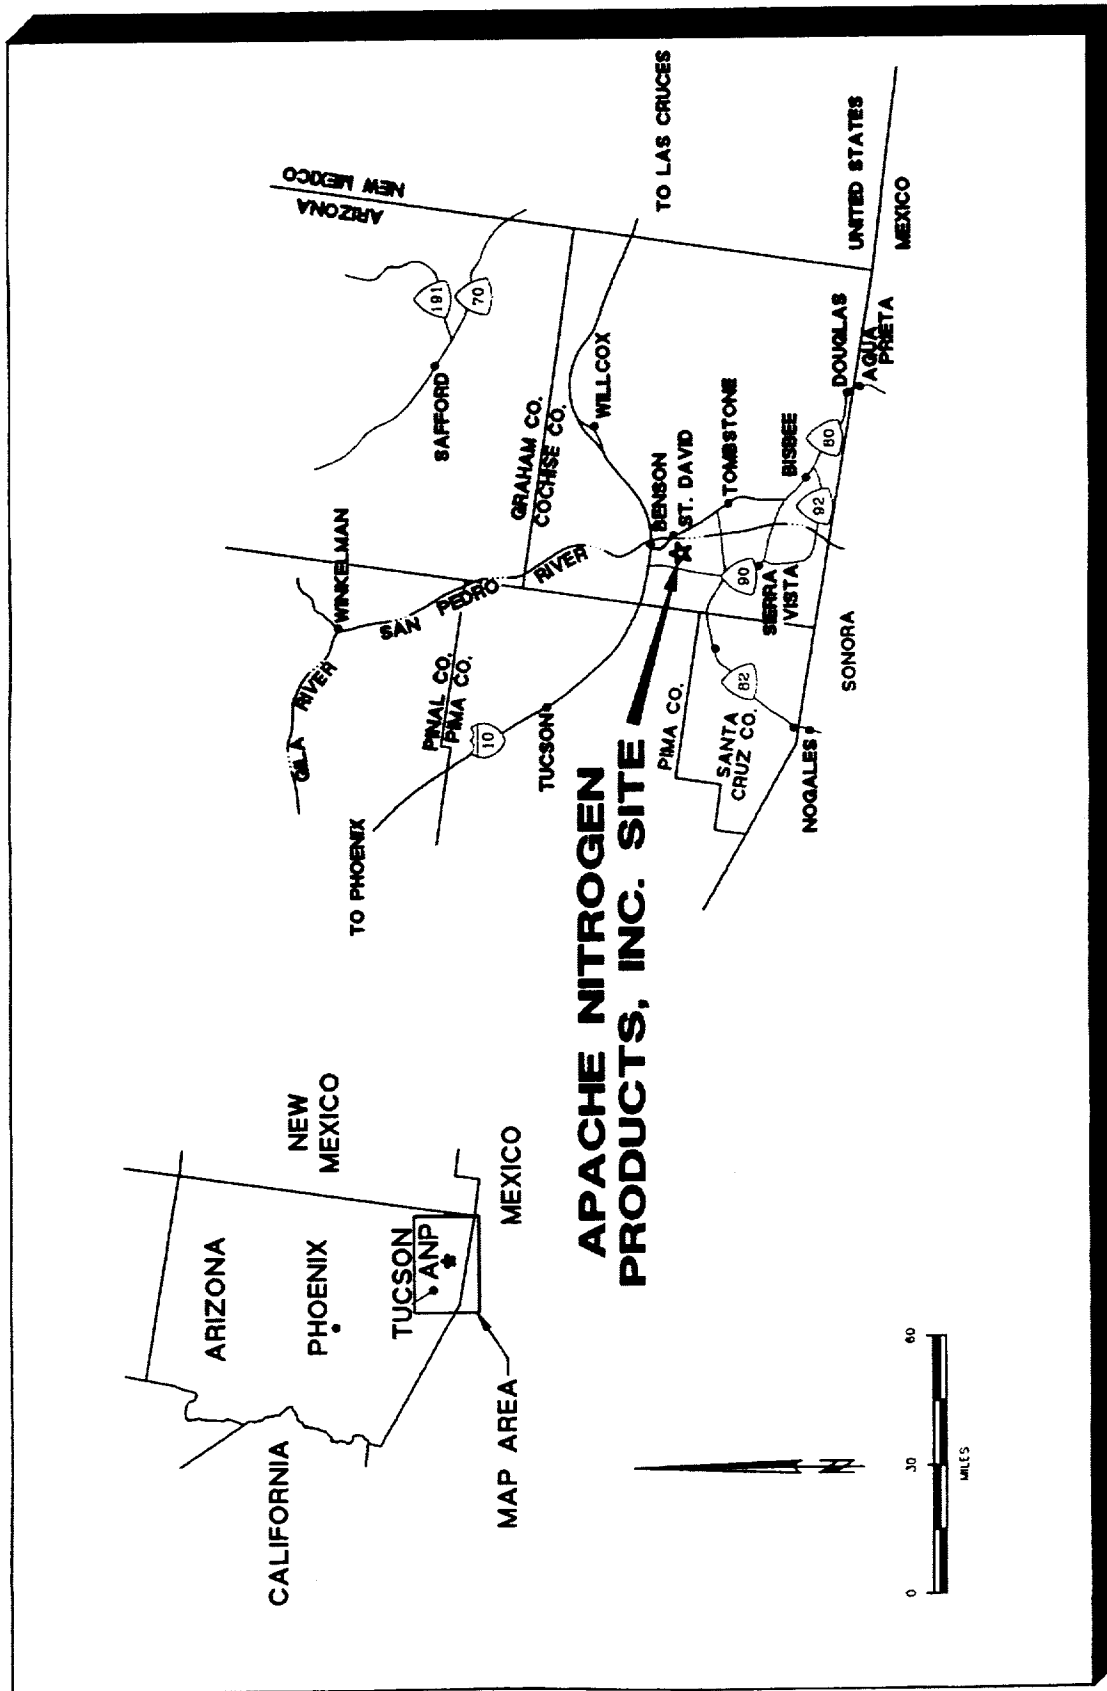 CALIFORNIA
ARIZONA
PHOENIX
TUCSON
ANP
NEW
MEXICO
MEXICO
MAP AREA
0
30
60
MILES
N
APACHE NITROGEN
PRODUCTS, INC. SITE
GILA
RIVER
WINKELMAN
SAN
PEDRO
RIVER
TO PHOENIX
PINAL CO.
PIMA CO.
10
TUCSON
SAFFORD
191
70
ARIZONA
NEW MEXICO
GRAHAM CO.
COCHISE CO.
WILLCOX
TO LAS CRUCES
BENSON
ST. DAVID
TOMBSTONE
PIMA CO.
SANTA
CRUZ CO.
82
90
SIERRA
VISTA
92
BISBEE
80
DOUGLAS
AGUA
PRIETA
NOGALES
SONORA
UNITED STATES
MEXICO